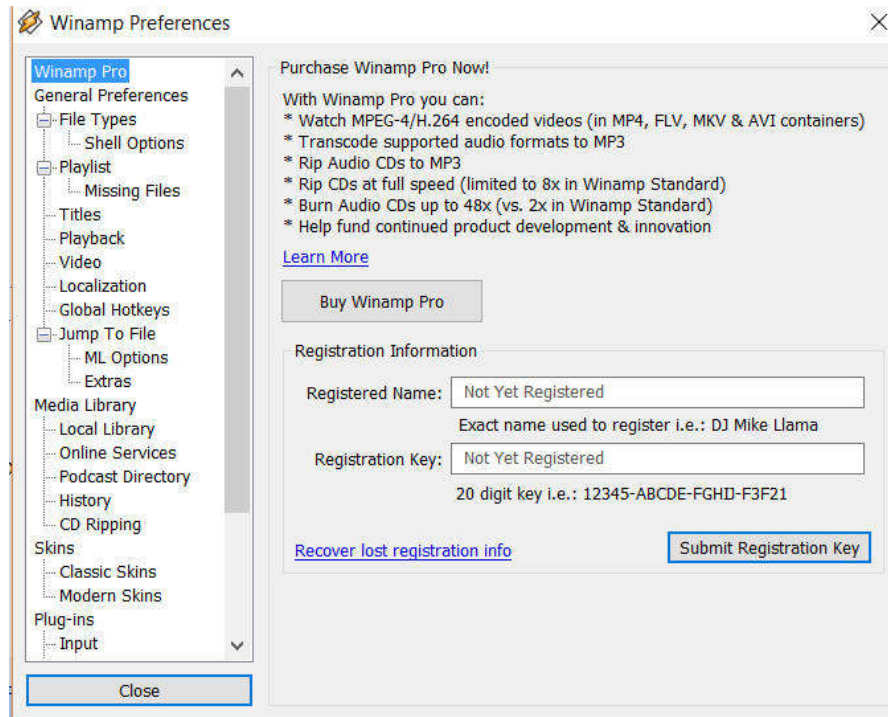 Winamp Preferences
Winamp Pro
General Preferences
File Types
Shell Options
Playlist
Missing Files
Titles
Playback
Video
Localization
Global Hotkeys
Jump To File
ML Options
Extras
Media Library
Local Library
Online Services
Podcast Directory
History
CD Ripping
Skins
Classic Skins
Modern Skins
Plug-ins
Input
Close
Purchase Winamp Pro Now!
With Winamp Pro you can:
* Watch MPEG-4/H.264 encoded videos (in MP4, FLV, MKV & AVI containers)
* Transcode supported audio formats to MP3
* Rip Audio CDs to MP3
* Rip CDs at full speed (limited to 8x in Winamp Standard)
* Burn Audio CDs up to 48x (vs. 2x in Winamp Standard)
* Help fund continued product development & innovation
Learn More
Buy Winamp Pro
Registration Information
Registered Name: Not Yet Registered
Exact name used to register i.e.: DJ Mike Llama
Registration Key: Not Yet Registered
20 digit key i.e.: 12345-ABCDE-FGHIJ-F3F21
Recover lost registration info
Submit Registration Key